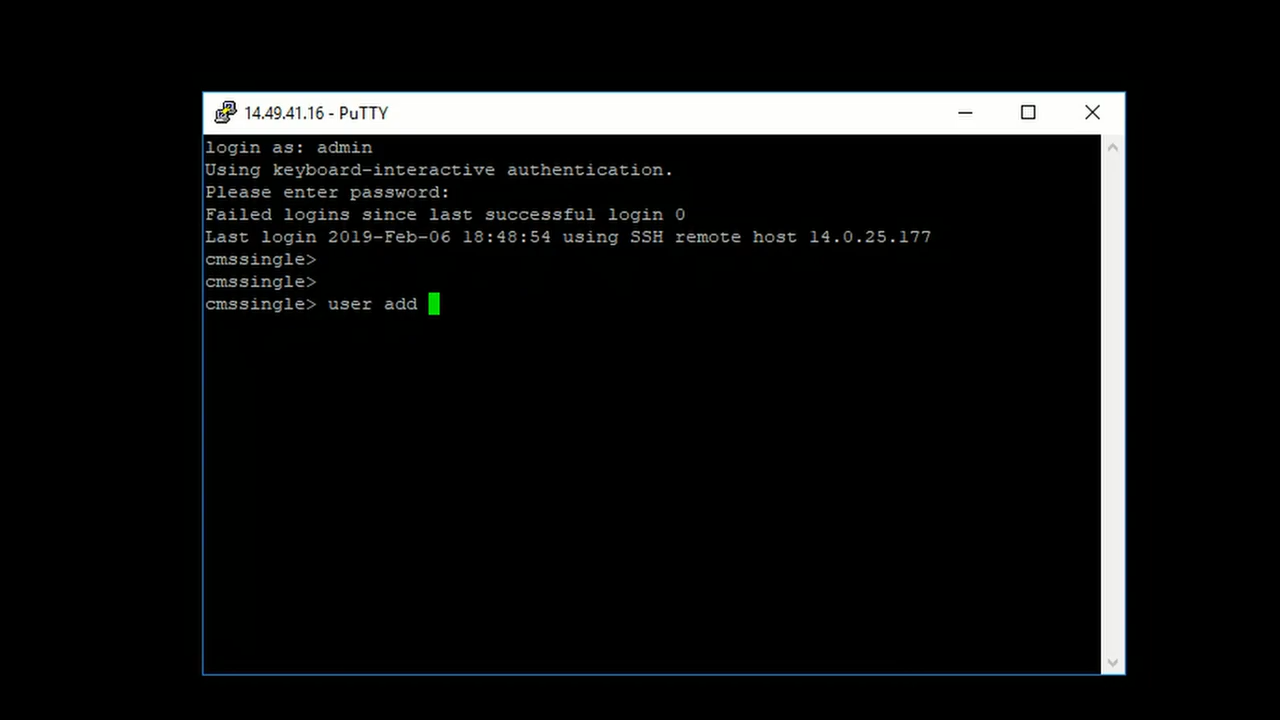 14.49.41.16 - PuTTY
login as: admin
Using keyboard-interactive authentication.
Please enter password:
Failed logins since last successful login 0
Last login 2019-Feb-06 18:48:54 using SSH remote host 14.0.25.177
cmssingle>
cmssingle>
cmssingle> user add